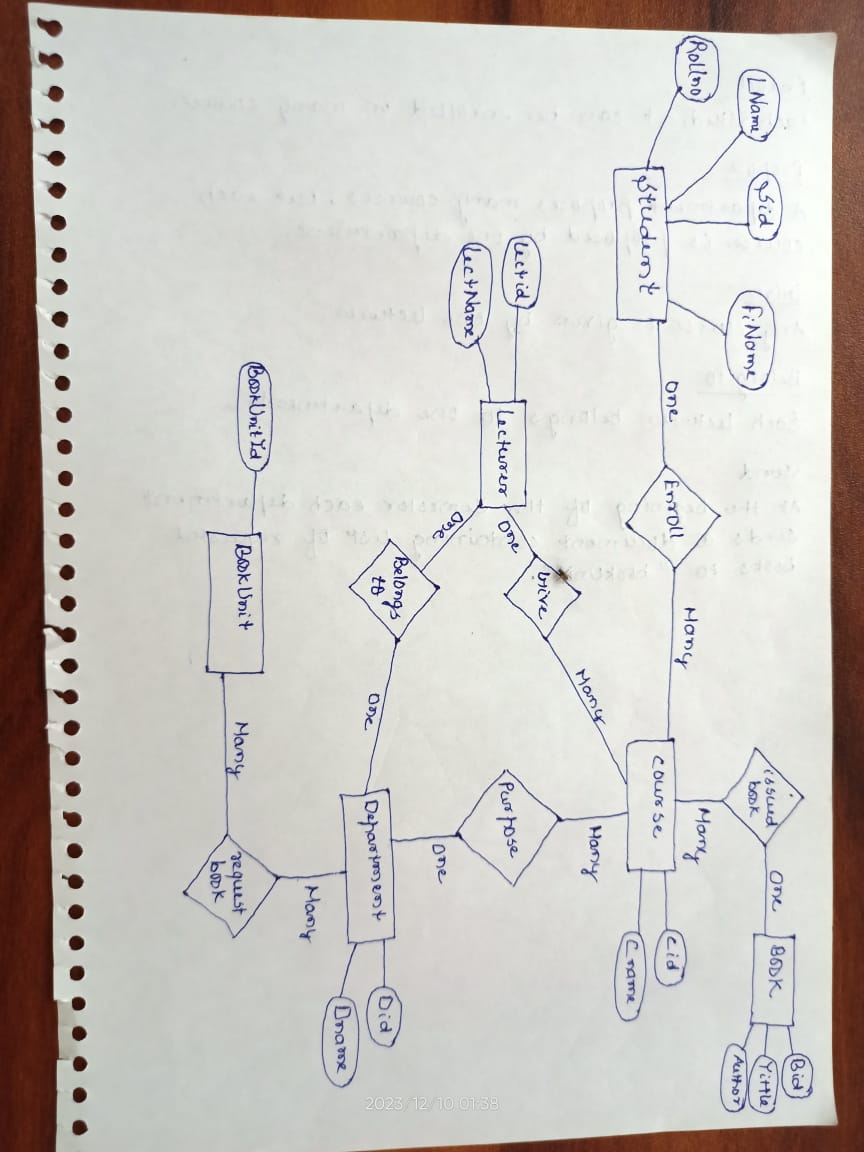 LName
Sid
FiName
Rollno
Student
One
Enroll
Many
issued
book
One
BOOK
Bid
Tittle
Author
Many
course
cid
Cname
Many
Many
Give
One
Lecturer
Lectid
LectName
One
Belongs
to
One
Purpose
One
Department
Did
Dname
Many
BookUnitId
BookUnit
Many
request
book
2023/12/10 01:38